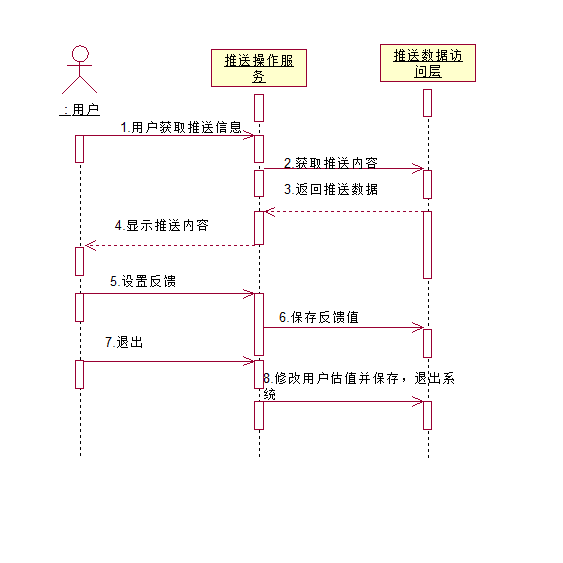 推送操作服
务
推送数据访
问层
: 用户
1.用户获取推送信息
2.获取推送内容
3.返回推送数据
4.显示推送内容
5.设置反馈
6.保存反馈值
7.退出
8.修改用户估值并保存，退出系
统